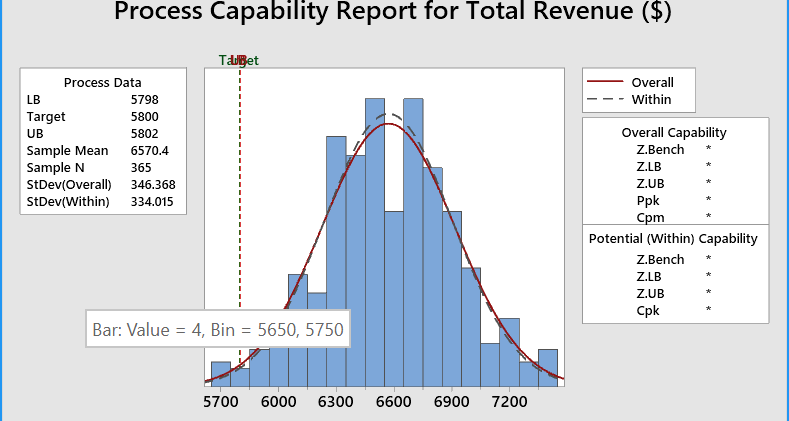 Process Capability Report for Total Revenue ($)
LB
Target
UB
Process Data
LB 5798
Target 5800
UB 5802
Sample Mean 6570.4
Sample N 365
StDev(Overall) 346.368
StDev(Within) 334.015
Overall
Within
Overall Capability
Z.Bench *
Z.LB *
Z.UB *
Ppk *
Cpm *
Potential (Within) Capability
Z.Bench *
Z.LB *
Z.UB *
Cpk *
Bar: Value = 4, Bin = 5650, 5750
5700 6000 6300 6600 6900 7200